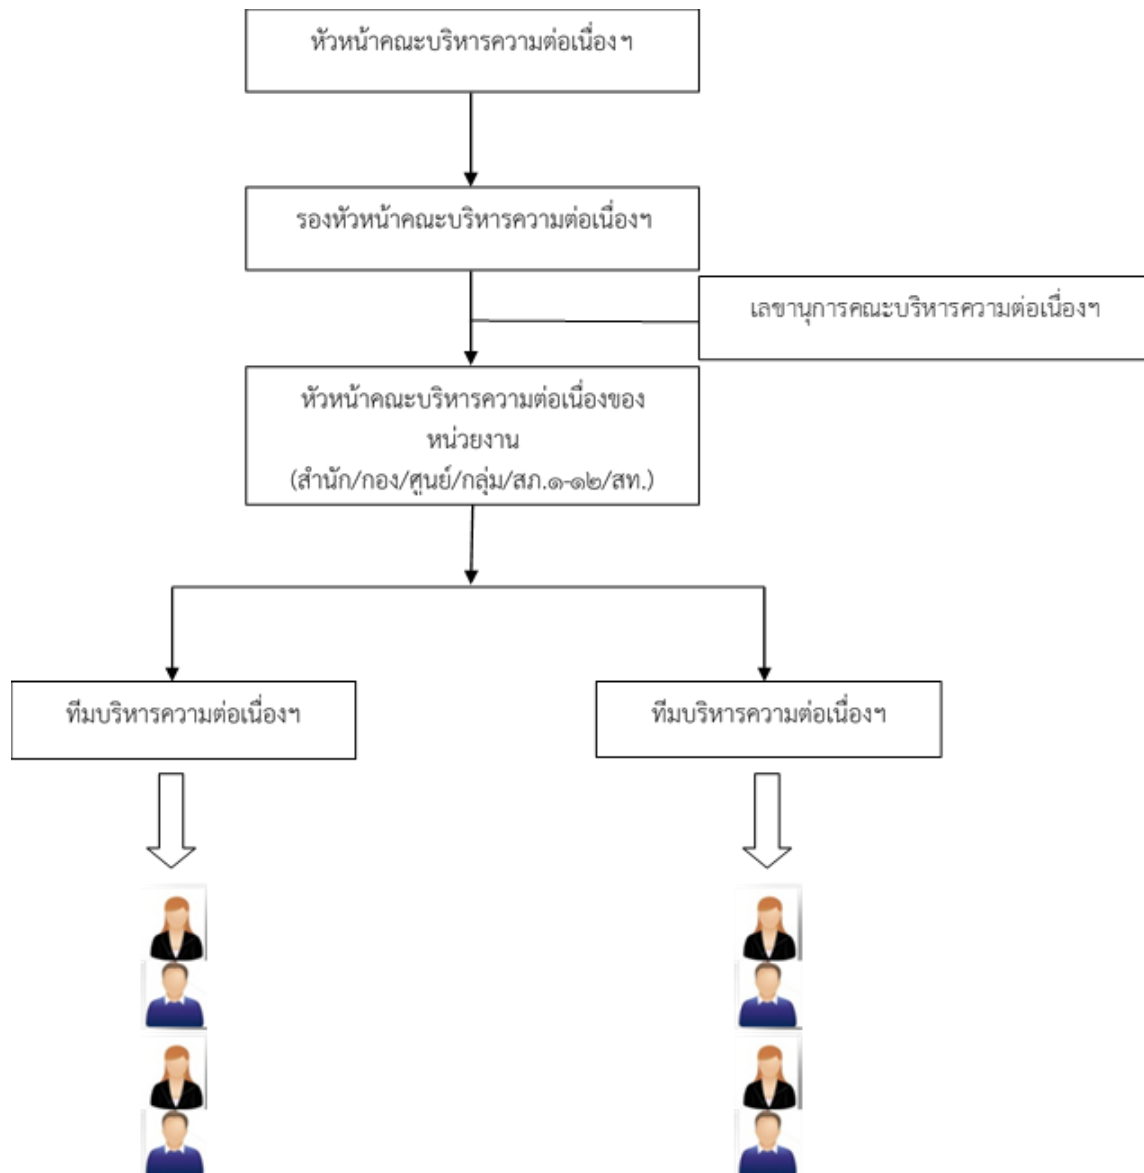 หัวหน้าคณะบริหารความต่อเนื่อง ฯ
รองหัวหน้าคณะบริหารความต่อเนื่องฯ
เลขานุการคณะบริหารความต่อเนื่องฯ
หัวหน้าคณะบริหารความต่อเนื่องของ
หน่วยงาน
(สำนัก/กอง/ศูนย์/กลุ่ม/สภ.๑-๑๒/สท.)
ทีมบริหารความต่อเนื่องฯ
ทีมบริหารความต่อเนื่องฯ